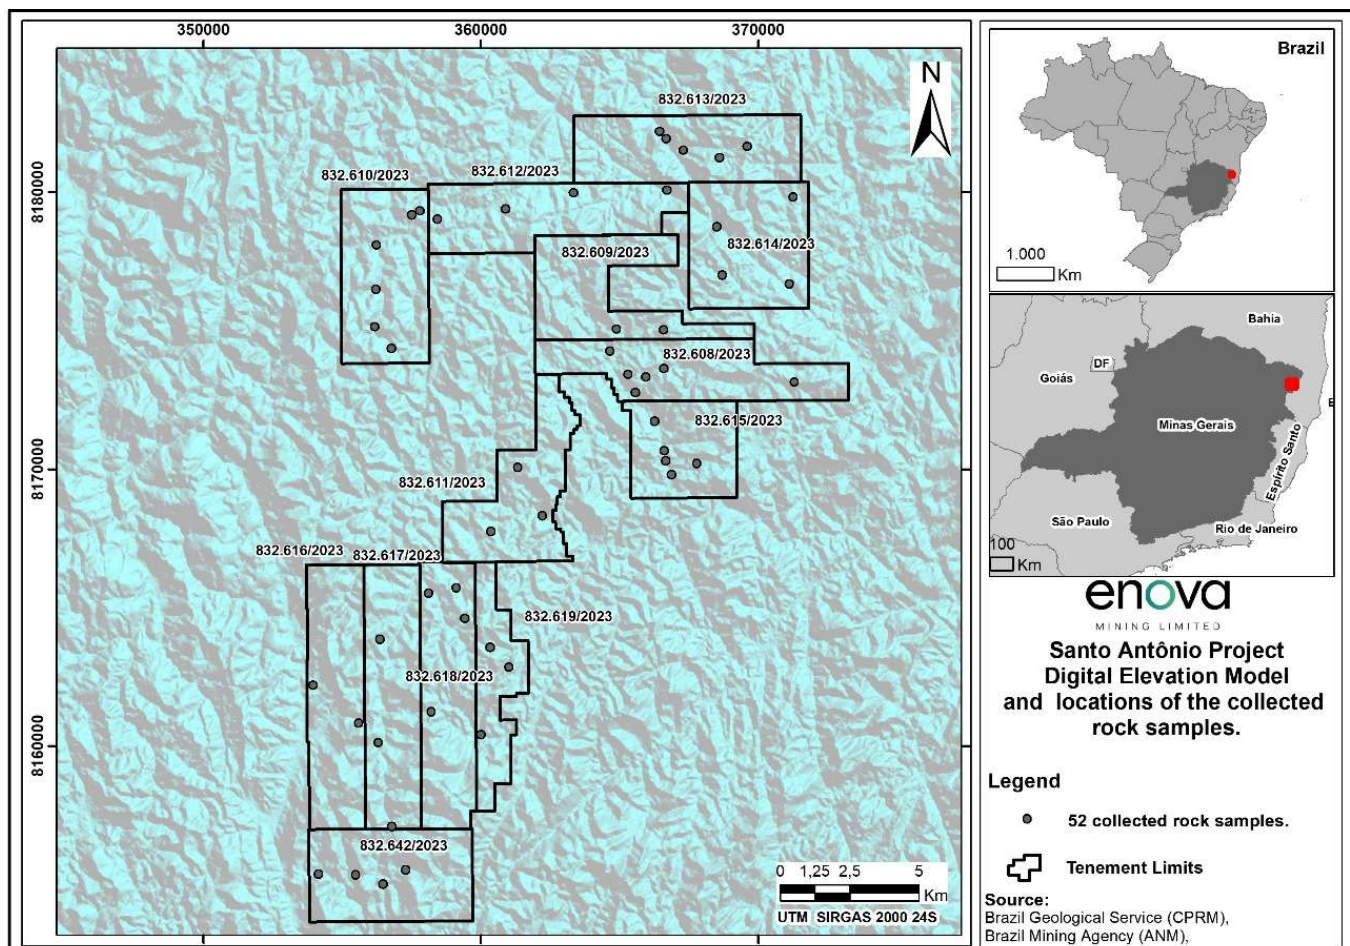 350000
360000
370000
8180000
8170000
8160000
N
832.613/2023
832.612/2023
832.610/2023
832.609/2023
832.614/2023
832.608/2023
832.615/2023
832.611/2023
832.616/2023
832.617/2023
832.619/2023
832.618/2023
832.642/2023
0 1,25 2,5 5
Km
UTM SIRGAS 2000 24S
Brazil
1.000
Km
Bahia
DF
Goiás
E
Minas Gerais
Espírito Santo
São Paulo
Rio de Janeiro
100
Km
enova
MINING LIMITED
Santo Antônio Project
Digital Elevation Model
and locations of the collected
rock samples.
Legend
52 collected rock samples.
Tenement Limits
Source:
Brazil Geological Service (CPRM),
Brazil Mining Agency (ANM),